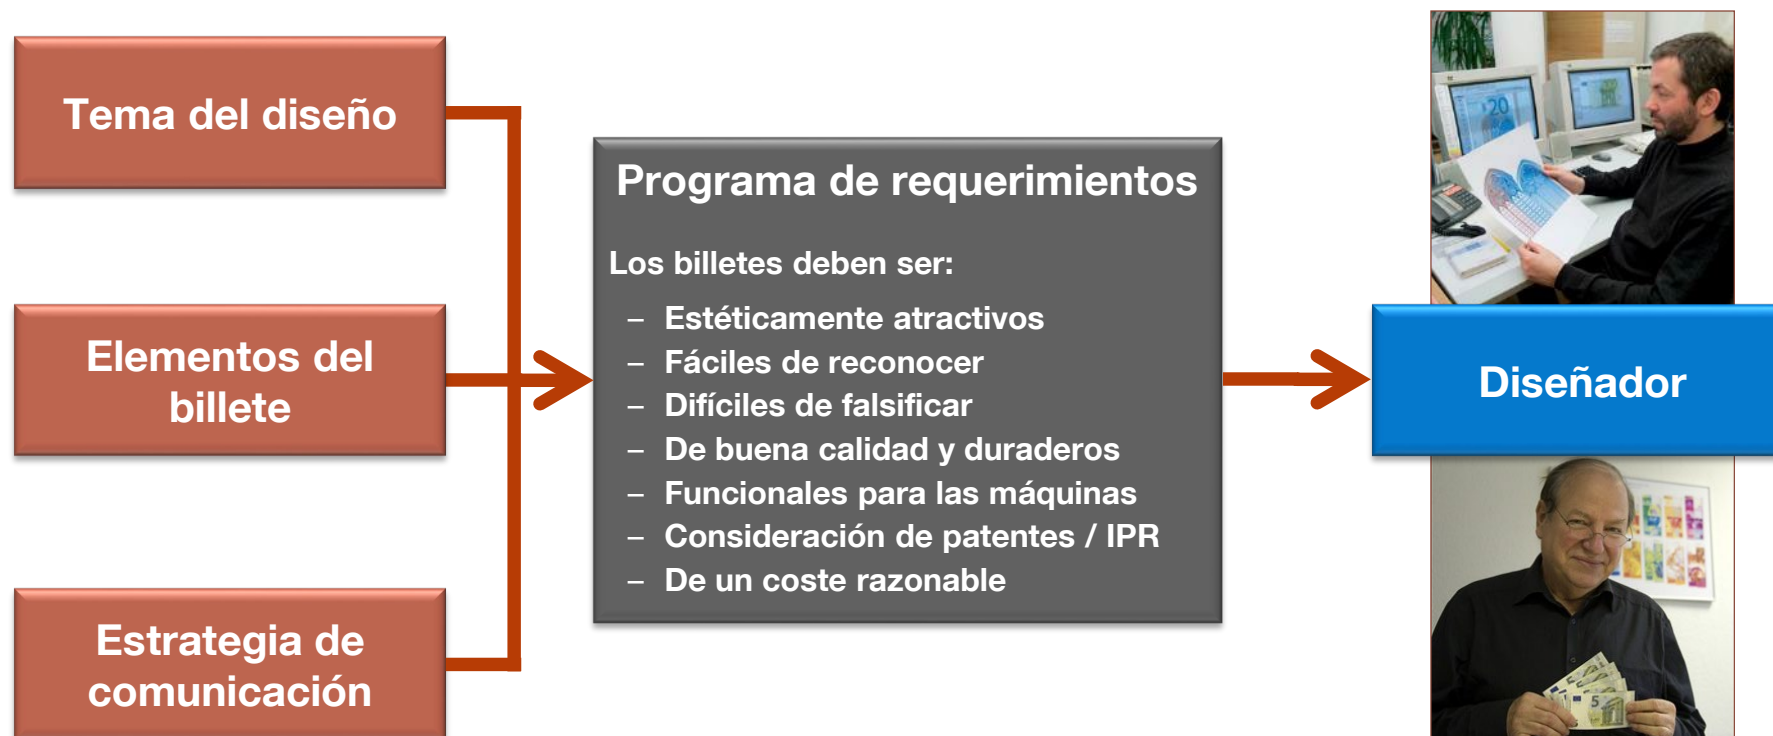 Tema del diseño
Elementos del
billete
Estrategia de
comunicación
Programa de requerimientos
Los billetes deben ser:
– Estéticamente atractivos
– Fáciles de reconocer
– Difíciles de falsificar
– De buena calidad y duraderos
– Funcionales para las máquinas
– Consideración de patentes / IPR
– De un coste razonable
20
Diseñador
5